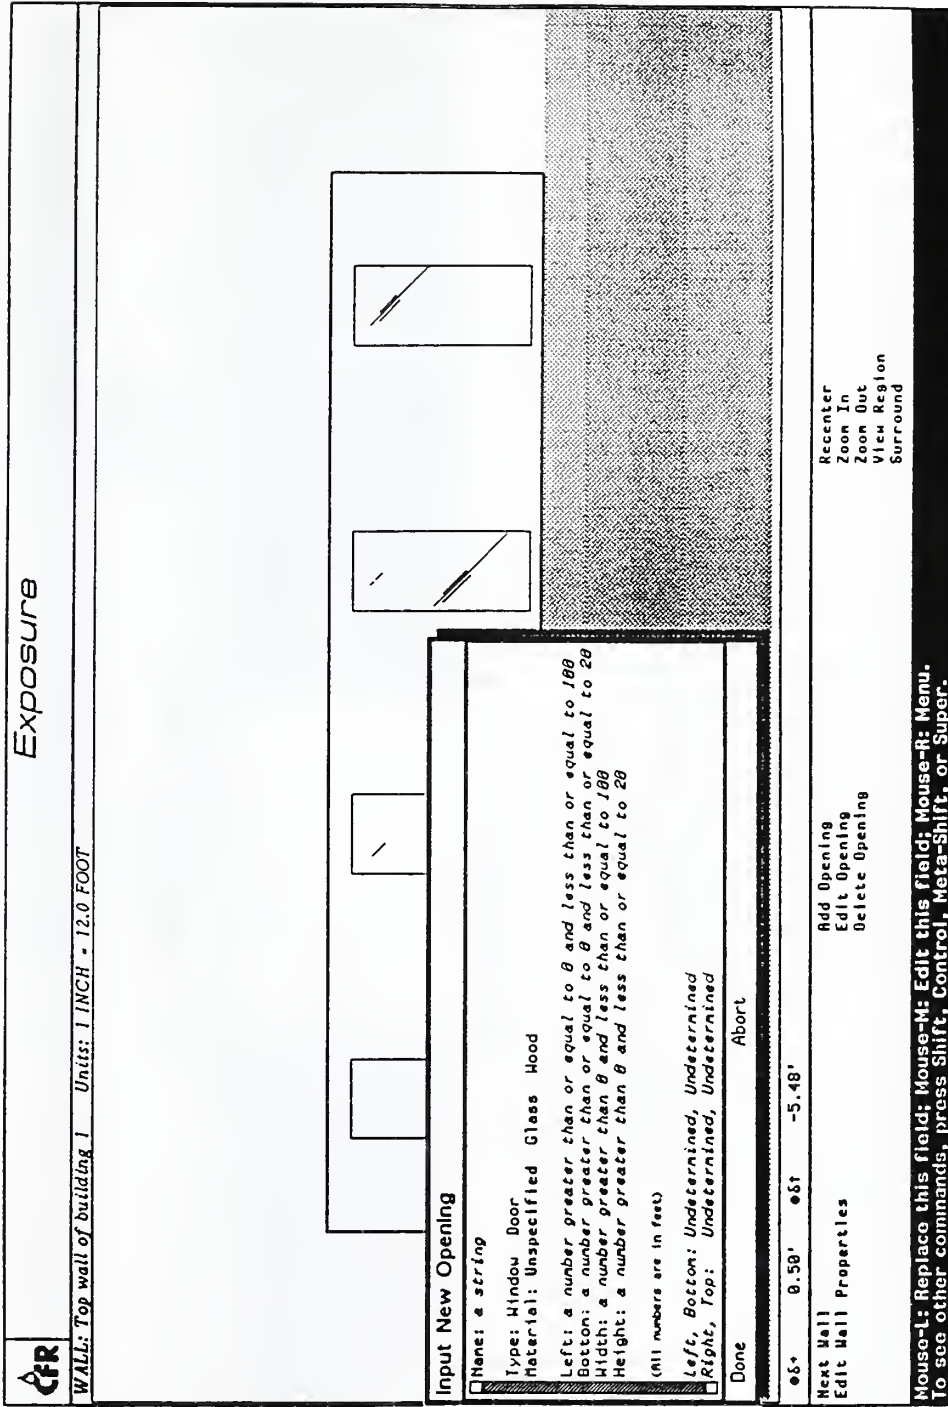 CFR
Exposure
WALL: Top wall of building 1 Units: 1 INCH = 12.0 FOOT
Input New Opening
Name: a string
Type: Window Door
Material: Unspecified Glass Wood
Left: a number greater than or equal to 0 and less than or equal to 100
Bottom: a number greater than or equal to 0 and less than or equal to 20
Width: a number greater than 0 and less than or equal to 100
Height: a number greater than 0 and less than or equal to 20
(All numbers are in feet)
Left, Bottom: Undetermined, Undetermined
Right, Top: Undetermined, Undetermined
Done Abort
•δ→ 0.50' •δ↑ -5.48'
Next Wall
Edit Wall Properties
Add Opening
Edit Opening
Delete Opening
Recenter
Zoom In
Zoom Out
View Region
Surround
Mouse-L: Replace this field; Mouse-M: Edit this field; Mouse-R: Menu.
To see other commands, press Shift, Control, Meta-Shift, or Super.